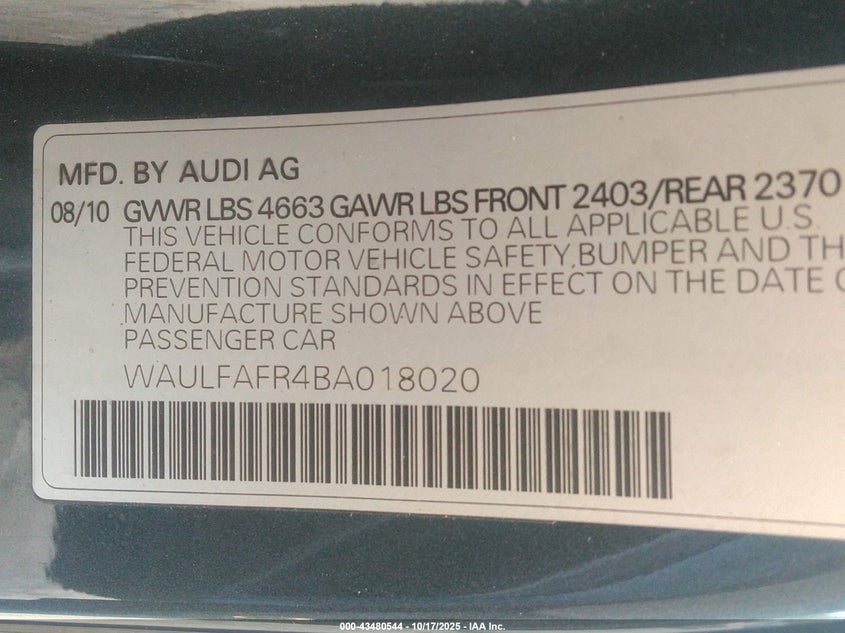 MFD. BY AUDI AG
08/10 GVWR LBS 4663 GAWR LBS FRONT 2403/REAR 2370
THIS VEHICLE CONFORMS TO ALL APPLICABLE U.S.
FEDERAL MOTOR VEHICLE SAFETY,BUMPER AND TH
PREVENTION STANDARDS IN EFFECT ON THE DATE O
MANUFACTURE SHOWN ABOVE
PASSENGER CAR
WAULFAFR4BA018020
000-43480544 - 10/17/2025 - IAA Inc.